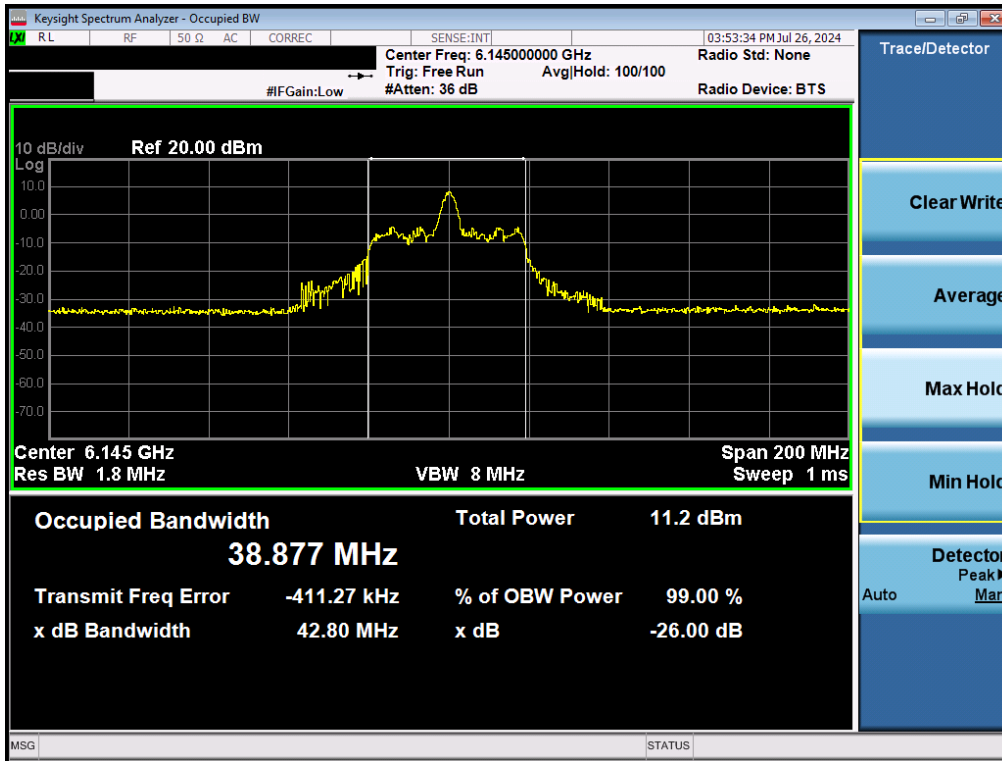 Keysight Spectrum Analyzer - Occupied BW
LXI RL RF 50 Ω AC CORREC SENSE:INT 03:53:34 PM Jul 26, 2024
Center Freq: 6.145000000 GHz Radio Std: None
Trig: Free Run Avg|Hold: 100/100
#IFGain:Low #Atten: 36 dB Radio Device: BTS
10 dB/div Ref 20.00 dBm
Log
10.0
0.00
-10.0
-20.0
-30.0
-40.0
-50.0
-60.0
-70.0
Center 6.145 GHz Span 200 MHz
Res BW 1.8 MHz VBW 8 MHz Sweep 1 ms
Occupied Bandwidth Total Power 11.2 dBm
38.877 MHz
Transmit Freq Error -411.27 kHz % of OBW Power 99.00 %
x dB Bandwidth 42.80 MHz x dB -26.00 dB
MSG STATUS
Trace/Detector
Clear Write
Average
Max Hold
Min Hold
Detector
Peak
Auto Man